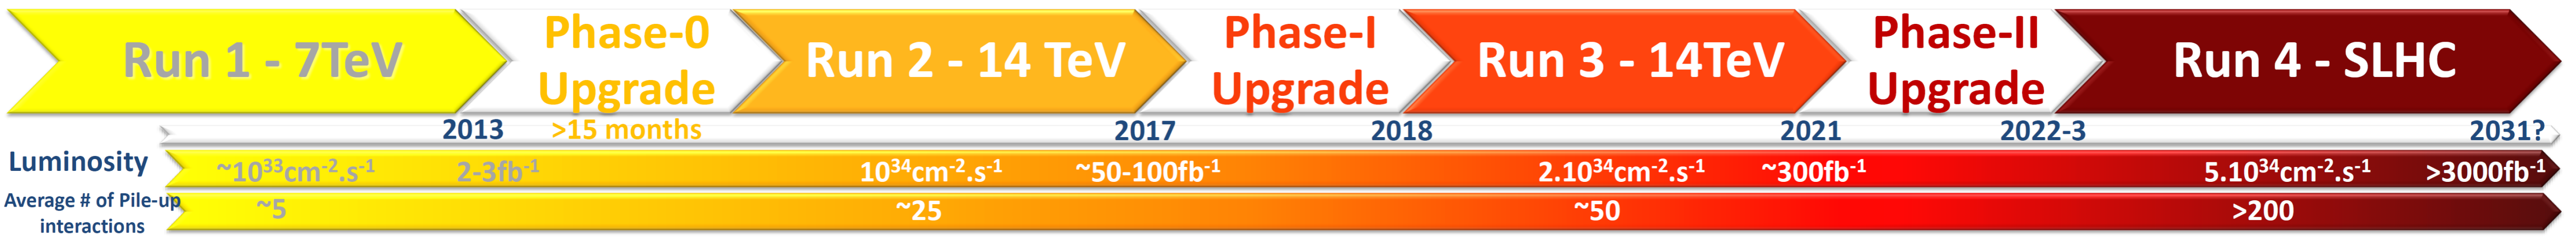 Run 1 - 7TeV
Phase-0
Upgrade
Run 2 - 14 TeV
Phase-I
Upgrade
Run 3 - 14TeV
Phase-II
Upgrade
Run 4 - SLHC
2013 >15 months 2017 2018 2021 2022-3 2031?
Luminosity ~10³³cm⁻².s⁻¹ 2-3fb⁻¹ 10³⁴cm⁻².s⁻¹ ~50-100fb⁻¹ 2.10³⁴cm⁻².s⁻¹ ~300fb⁻¹ 5.10³⁴cm⁻².s⁻¹ >3000fb⁻¹
Average # of Pile-up
interactions
~5 ~25 ~50 >200